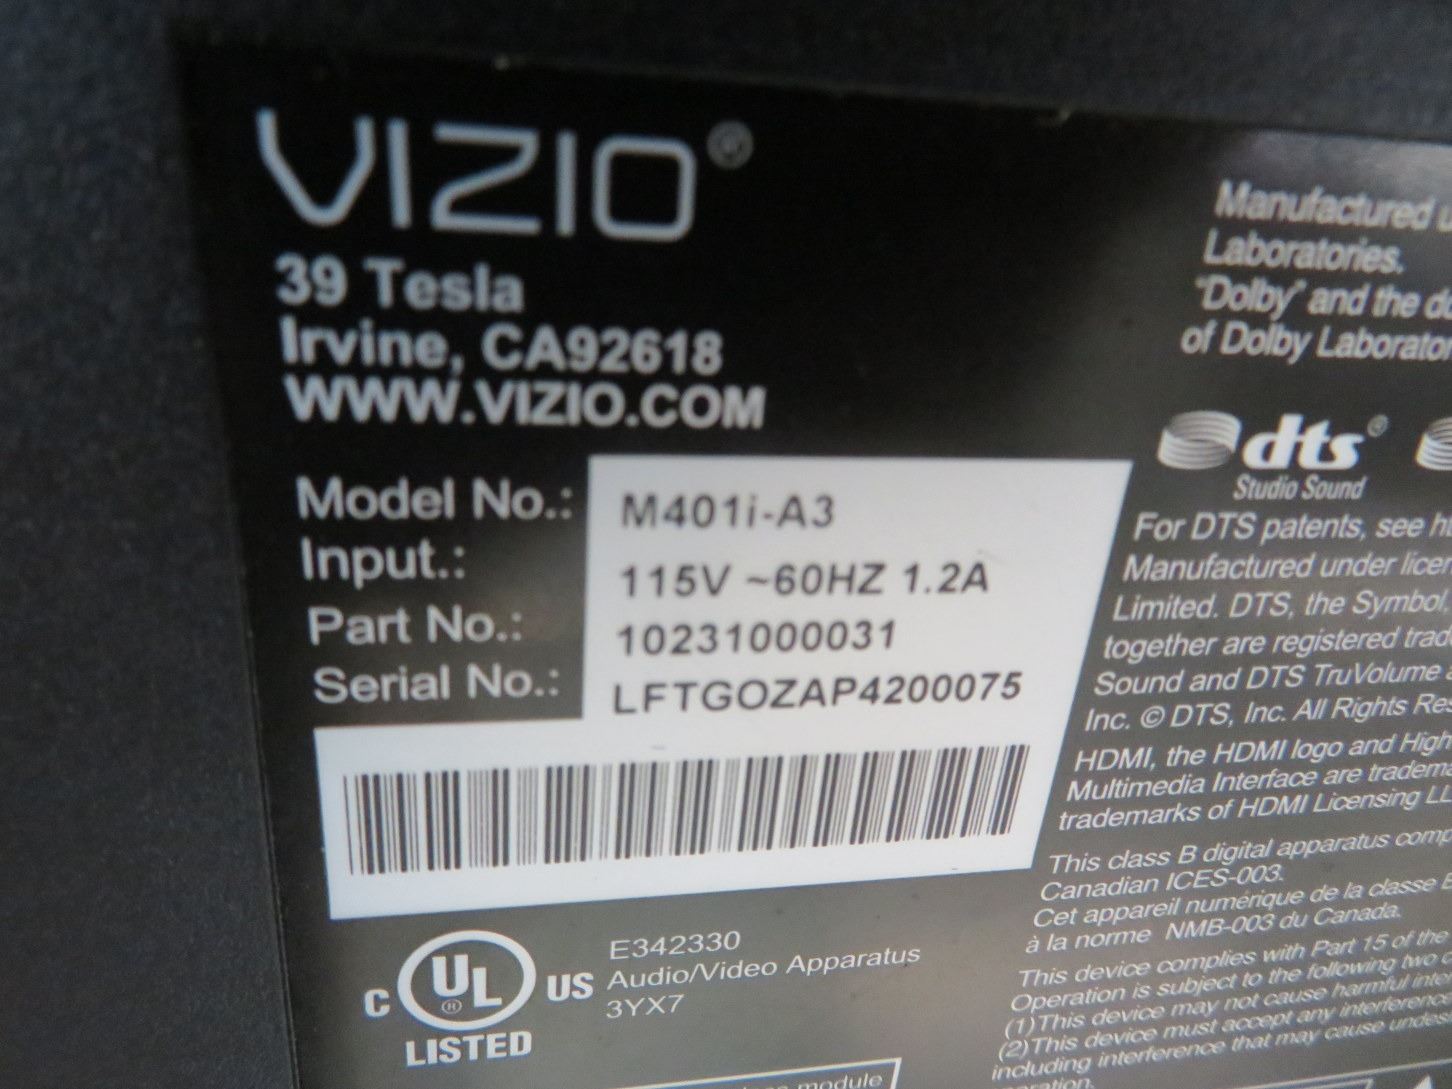 VIZIO®
39 Tesla
Irvine, CA92618
WWW.VIZIO.COM
Model No.: M401i-A3
Input.: 115V ~60HZ 1.2A
Part No.: 10231000031
Serial No.: LFTGOZAP4200075
C UL® US
LISTED
E342330
Audio/Video Apparatus
3YX7
module
Manufactured
Laboratories.
"Dolby" and the
of Dolby
dts®
Studio Sound
For DTS patents, see
Manufactured under
Limited. DTS, the Symbol,
together are registered
Sound and DTS TruVolume
Inc. © DTS, Inc. All Rights
HDMI, the HDMI logo and
Multimedia Interface are
trademarks of HDMI Licensing
This class B digital apparatus
Canadian ICES-003.
Cet appareil numérique de la classe
à la norme NMB-003 du Canada.
This device complies with Part 15 of the
Operation is subject to the following two
(1)This device may not cause harmful
(2)This device must accept any
including interference that may cause